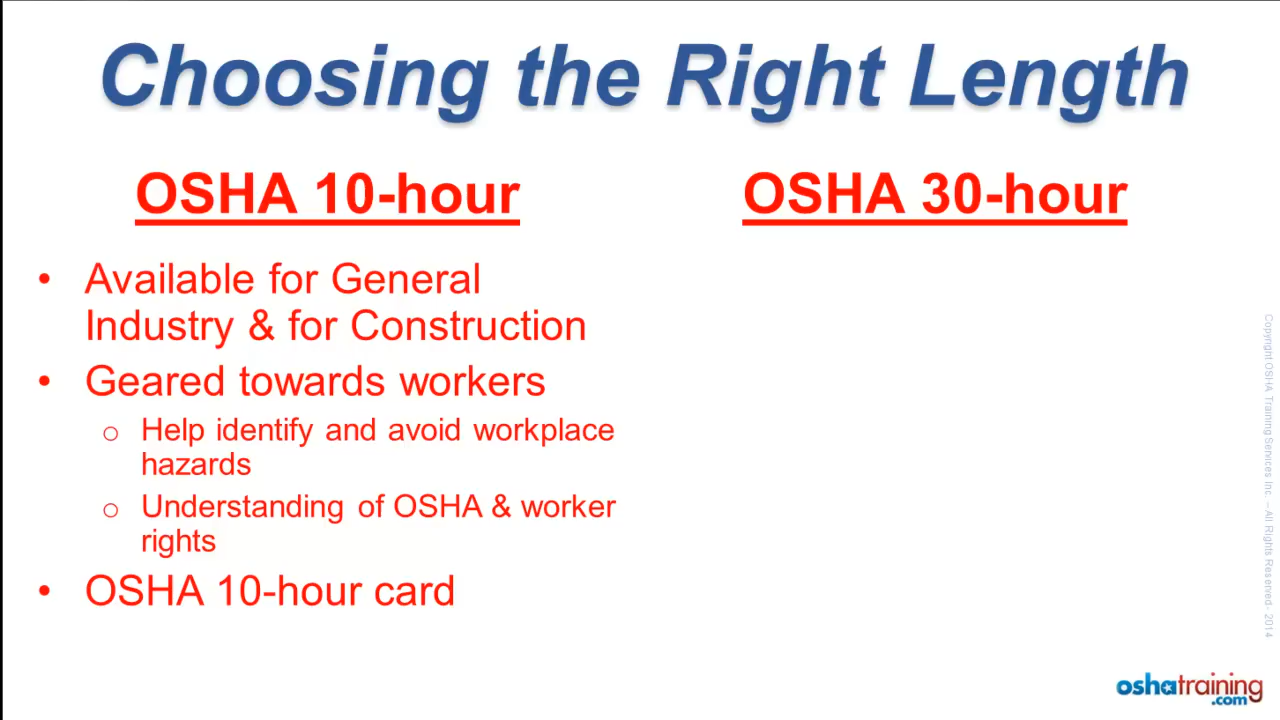 Choosing the Right Length
OSHA 10-hour
• Available for General
Industry & for Construction
• Geared towards workers
o Help identify and avoid workplace
hazards
o Understanding of OSHA & worker
rights
• OSHA 10-hour card
OSHA 30-hour
Copyright OSHA Training Services Inc. – All Rights Reserved - 2014
oshatraining
.com